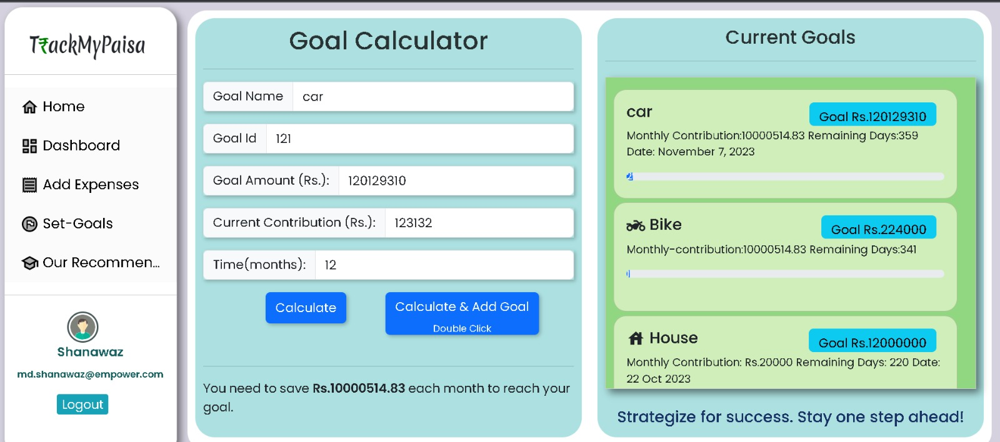 TrackMyPaisa
Home
Dashboard
Add Expenses
Set-Goals
Our Recommen...
Shanawaz
md.shanawaz@empower.com
Logout
Goal Calculator
Goal Name car
Goal Id 121
Goal Amount (Rs.): 120129310
Current Contribution (Rs.): 123132
Time(months): 12
Calculate
Calculate & Add Goal
Double Click
You need to save Rs.10000514.83 each month to reach your
goal.
Current Goals
car
Goal Rs.120129310
Monthly Contribution:10000514.83 Remaining Days:359
Date: November 7, 2023
Bike
Goal Rs.224000
Monthly-contribution:10000514.83 Remaining Days:341
House
Goal Rs.12000000
Monthly Contribution: Rs.20000 Remaining Days: 220 Date:
22 Oct 2023
Strategize for success. Stay one step ahead!